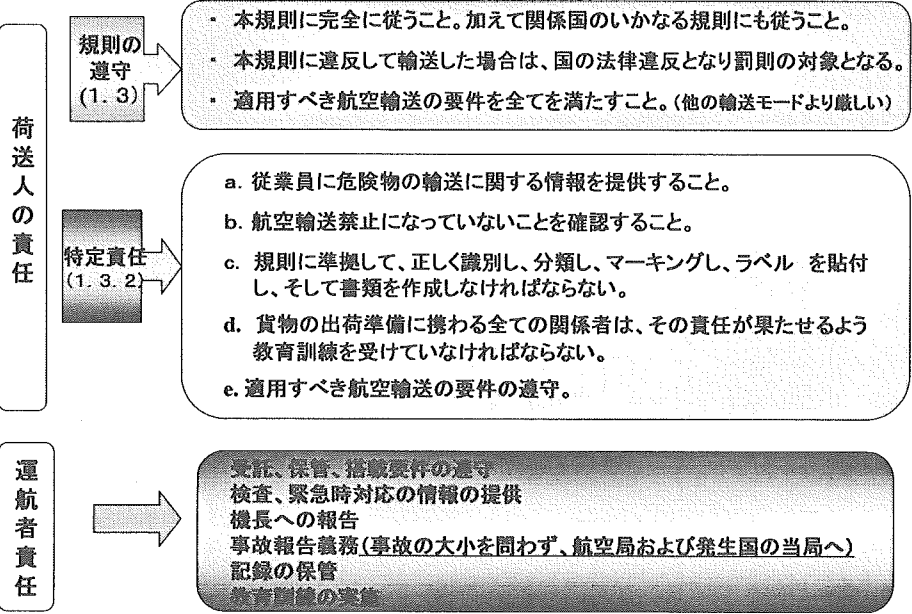 荷送人の責任
規則の
遵守
(1. 3)
・ 本規則に完全に従うこと。加えて関係国のいかなる規則にも従うこと。
・ 本規則に違反して輸送した場合は、国の法律違反となり罰則の対象となる。
・ 適用すべき航空輸送の要件を全てを満たすこと。(他の輸送モードより厳しい)
特定責任
(1. 3. 2)
a. 従業員に危険物の輸送に関する情報を提供すること。
b. 航空輸送禁止になっていないことを確認すること。
c. 規則に準拠して、正しく識別し、分類し、マーキングし、ラベル を貼付
し、そして書類を作成しなければならない。
d. 貨物の出荷準備に携わる全ての関係者は、その責任が果たせるよう
教育訓練を受けていなければならない。
e. 適用すべき航空輸送の要件の遵守。
運航者責任
受託、保管、搭載要件の遵守
検査、緊急時対応の情報の提供
機長への報告
事故報告義務(事故の大小を問わず、航空局および発生国の当局へ)
記録の保管
教育訓練の実施